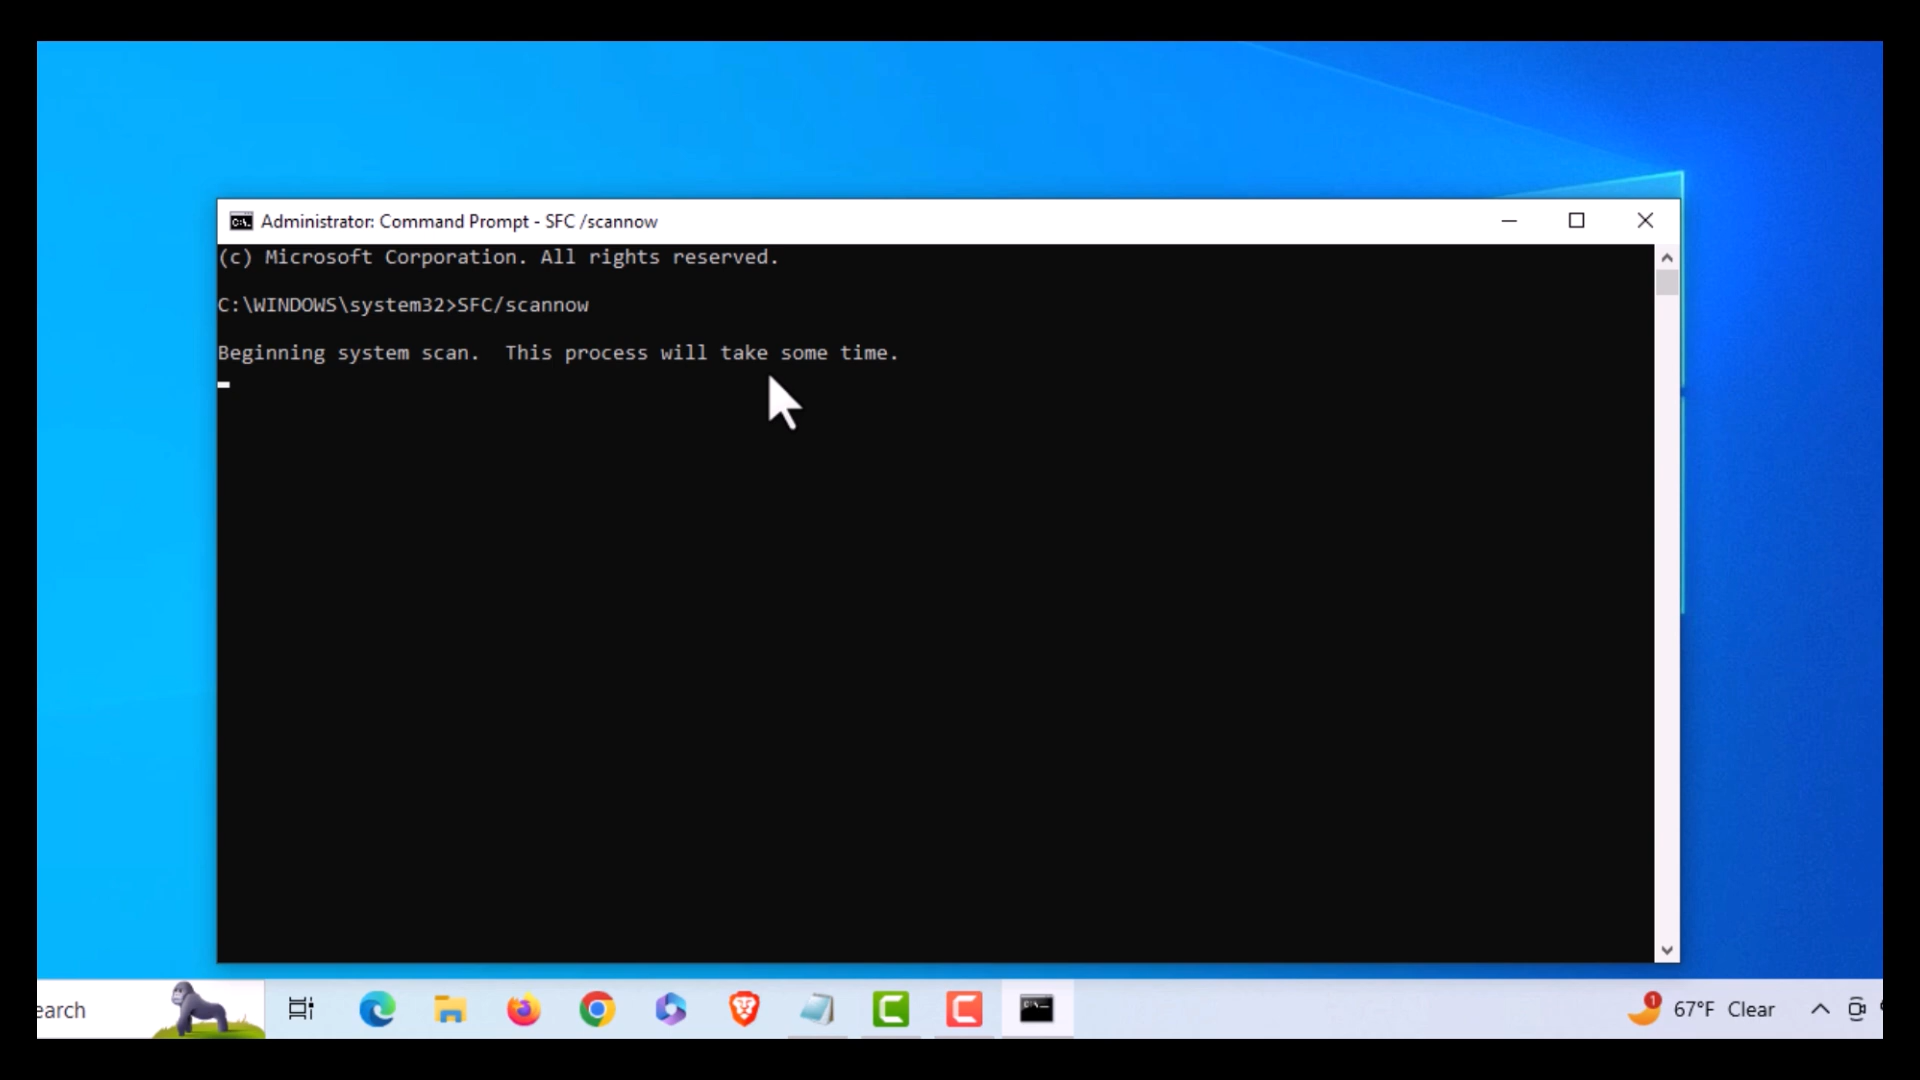 Administrator: Command Prompt - SFC /scannow
(c) Microsoft Corporation. All rights reserved.
C:\WINDOWS\system32>SFC/scannow
Beginning system scan.  This process will take some time.
earch
1
67°F Clear